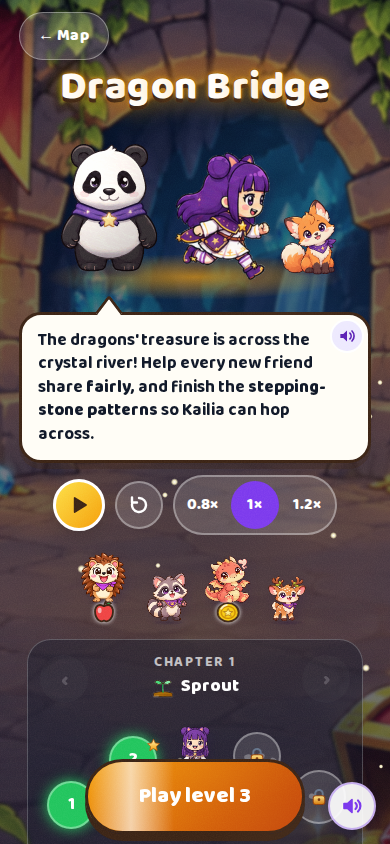 ← Map
Dragon Bridge
The dragons' treasure is across the
crystal river! Help every new friend
share fairly, and finish the stepping-
stone patterns so Kailia can hop
across.
0.8× 1× 1.2×
CHAPTER 1
‹ Sprout ›
2
1
Play level 3